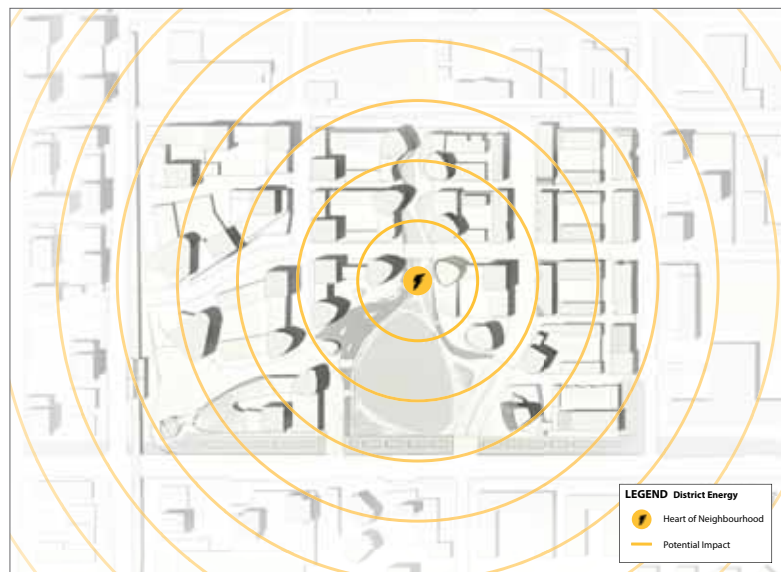 LEGEND District Energy
Heart of Neighbourhood
Potential Impact